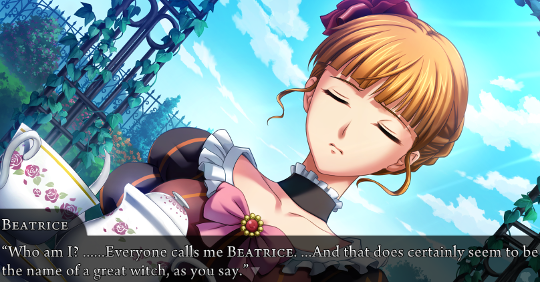 Beatrice
“Who am I? ......Everyone calls me Beatrice. ...And that does certainly seem to be
the name of a great witch, as you say.”